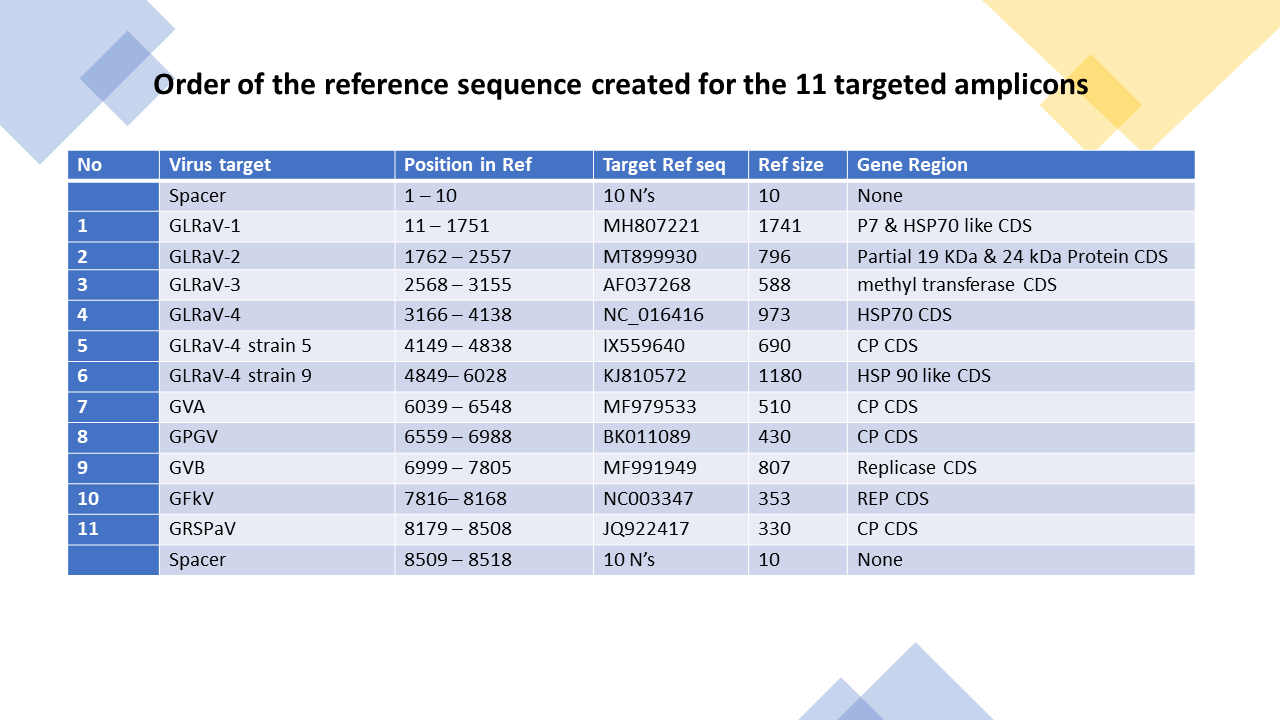 Order of the reference sequence created for the 11 targeted amplicons
No Virus target Position in Ref Target Ref seq Ref size Gene Region
Spacer 1 – 10 10 N’s 10 None
1 GLRaV-1 11 – 1751 MH807221 1741 P7 & HSP70 like CDS
2 GLRaV-2 1762 – 2557 MT899930 796 Partial 19 KDa & 24 kDa Protein CDS
3 GLRaV-3 2568 – 3155 AF037268 588 methyl transferase CDS
4 GLRaV-4 3166 – 4138 NC_016416 973 HSP70 CDS
5 GLRaV-4 strain 5 4149 – 4838 IX559640 690 CP CDS
6 GLRaV-4 strain 9 4849– 6028 KJ810572 1180 HSP 90 like CDS
7 GVA 6039 – 6548 MF979533 510 CP CDS
8 GPGV 6559 – 6988 BK011089 430 CP CDS
9 GVB 6999 – 7805 MF991949 807 Replicase CDS
10 GFkV 7816– 8168 NC003347 353 REP CDS
11 GRSPaV 8179 – 8508 JQ922417 330 CP CDS
Spacer 8509 – 8518 10 N’s 10 None